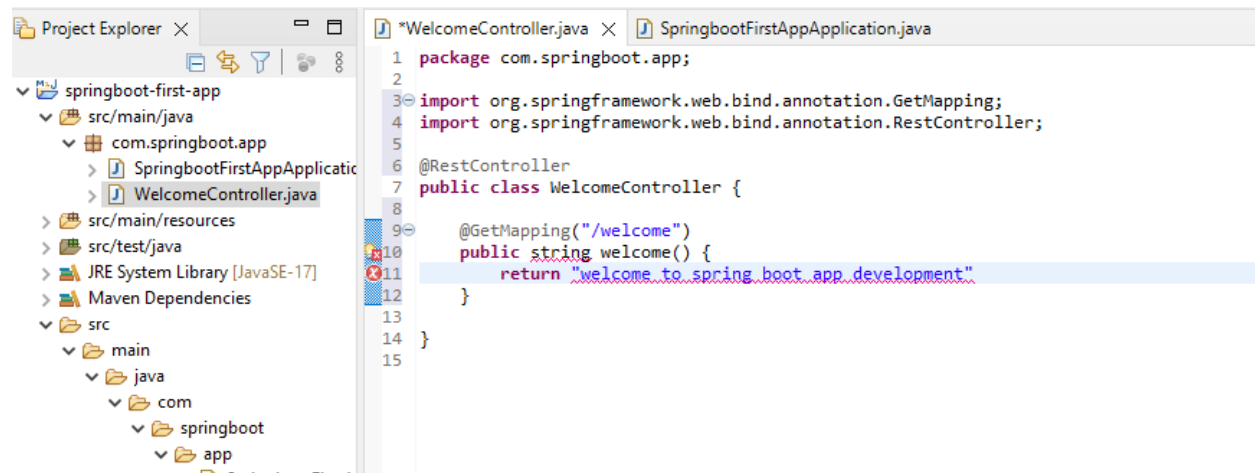 Project Explorer
springboot-first-app
src/main/java
com.springboot.app
SpringbootFirstAppApplicatic
WelcomeController.java
src/main/resources
src/test/java
JRE System Library [JavaSE-17]
Maven Dependencies
src
main
java
com
springboot
app
*WelcomeController.java
SpringbootFirstAppApplication.java
1 package com.springboot.app;
2
3 import org.springframework.web.bind.annotation.GetMapping;
4 import org.springframework.web.bind.annotation.RestController;
5
6 @RestController
7 public class WelcomeController {
8
9 @GetMapping("/welcome")
10 public string welcome() {
11 return "welcome to spring boot app development"
12 }
13
14 }
15